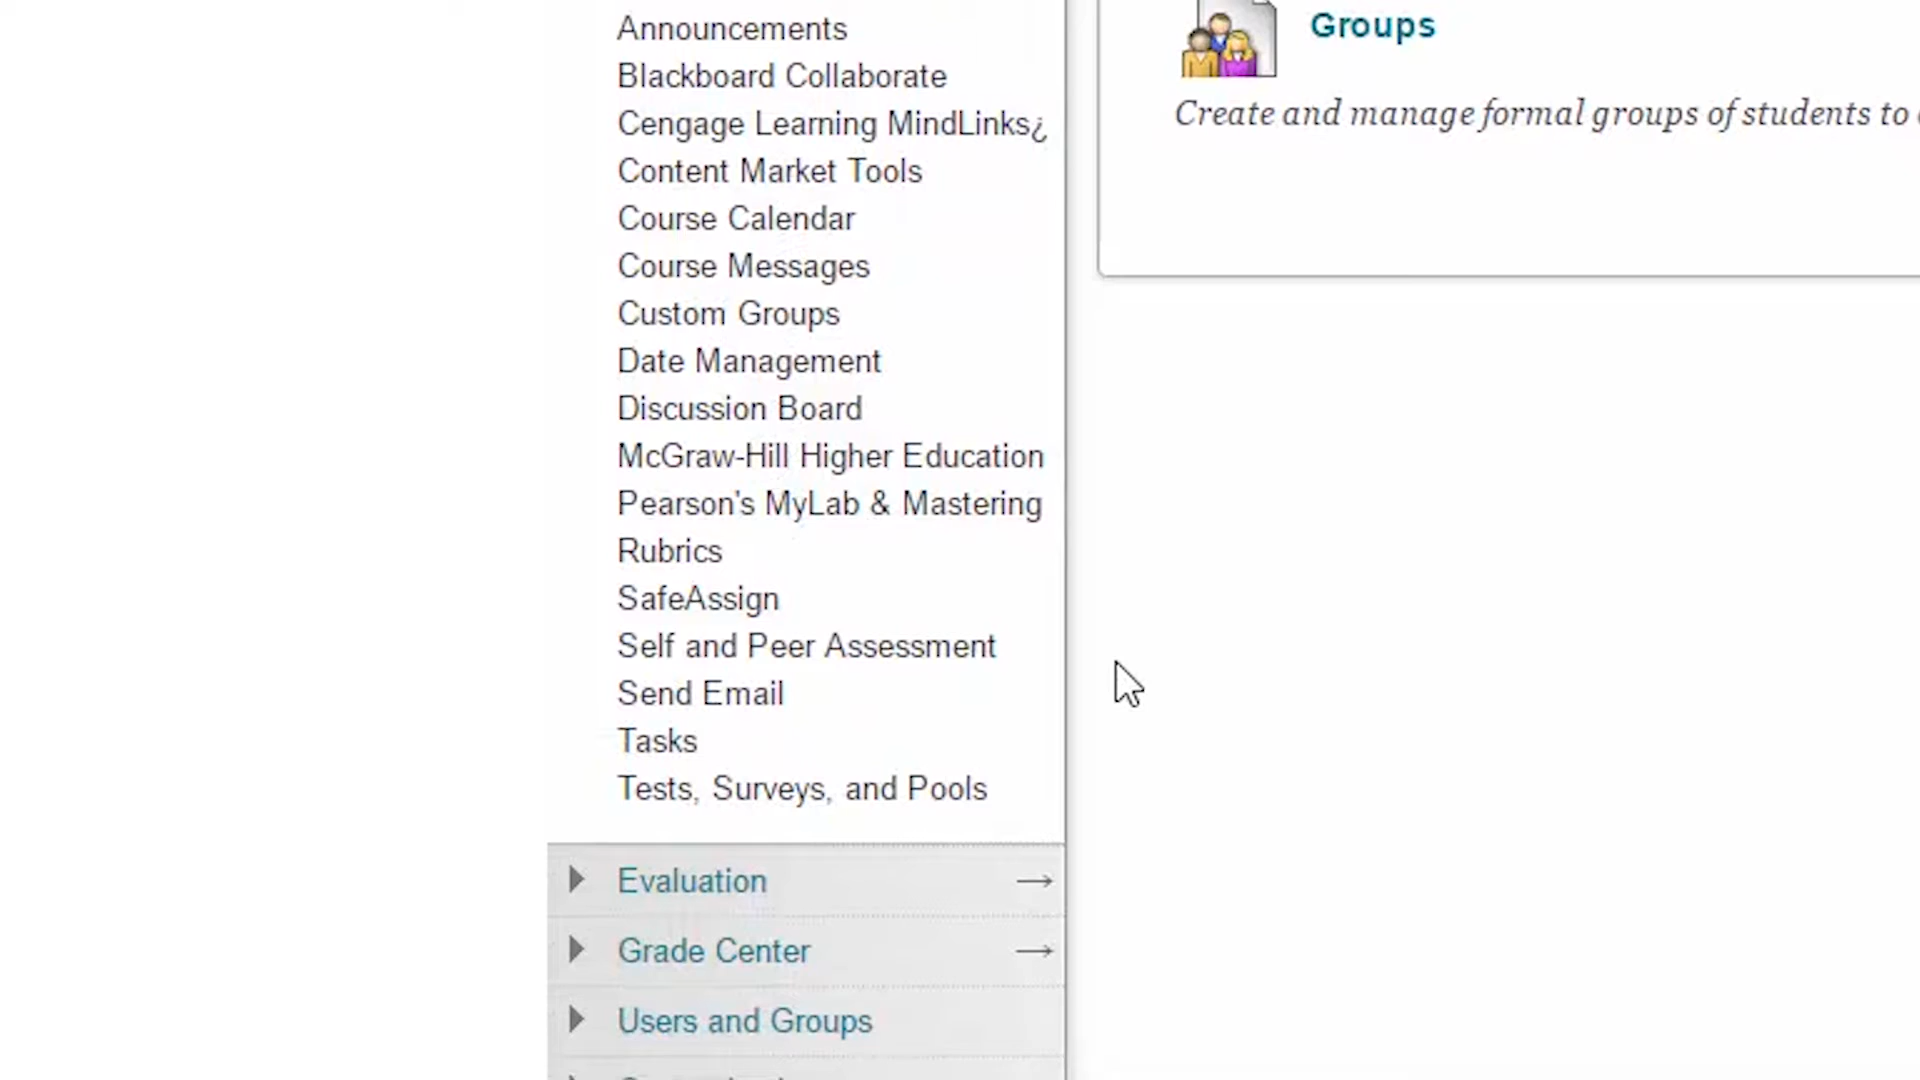 Announcements
Blackboard Collaborate
Cengage Learning MindLinks¿
Content Market Tools
Course Calendar
Course Messages
Custom Groups
Date Management
Discussion Board
McGraw-Hill Higher Education
Pearson's MyLab & Mastering
Rubrics
SafeAssign
Self and Peer Assessment
Send Email
Tasks
Tests, Surveys, and Pools
Evaluation
Grade Center
Users and Groups
Groups
Create and manage formal groups of students to